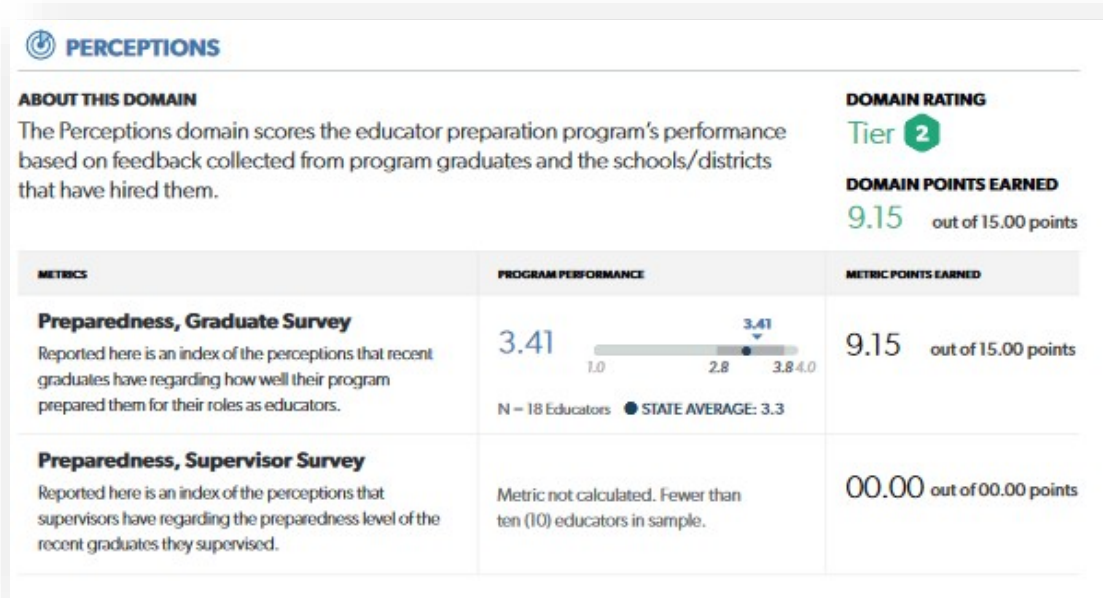 PERCEPTIONS
ABOUT THIS DOMAIN
The Perceptions domain scores the educator preparation program's performance
based on feedback collected from program graduates and the schools/districts
that have hired them.
DOMAIN RATING
Tier 2
DOMAIN POINTS EARNED
9.15 out of 15.00 points
METRICS PROGRAM PERFORMANCE METRIC POINTS EARNED
Preparedness, Graduate Survey
Reported here is an index of the perceptions that recent
graduates have regarding how well their program
prepared them for their roles as educators.
3.41
3.41
1.0 2.8 3.8 4.0
N = 18 Educators STATE AVERAGE: 3.3
9.15 out of 15.00 points
Preparedness, Supervisor Survey
Reported here is an index of the perceptions that
supervisors have regarding the preparedness level of the
recent graduates they supervised.
Metric not calculated. Fewer than
ten (10) educators in sample.
00.00 out of 00.00 points